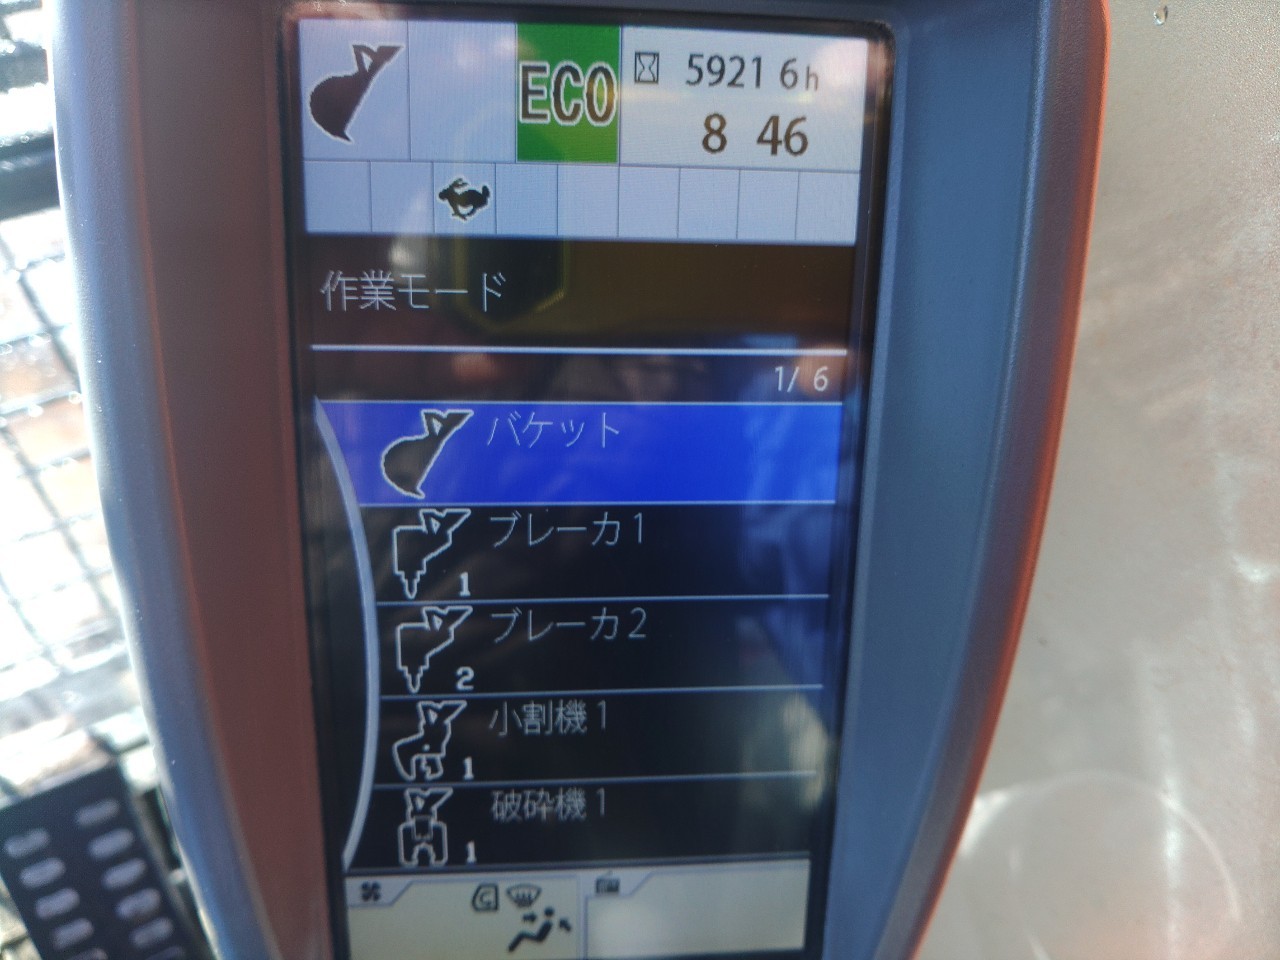 ECO
5921 6h
8 46
作業モード
1/ 6
バケット
ブレーカ1
1
ブレーカ2
2
小割機1
1
破砕機1
1